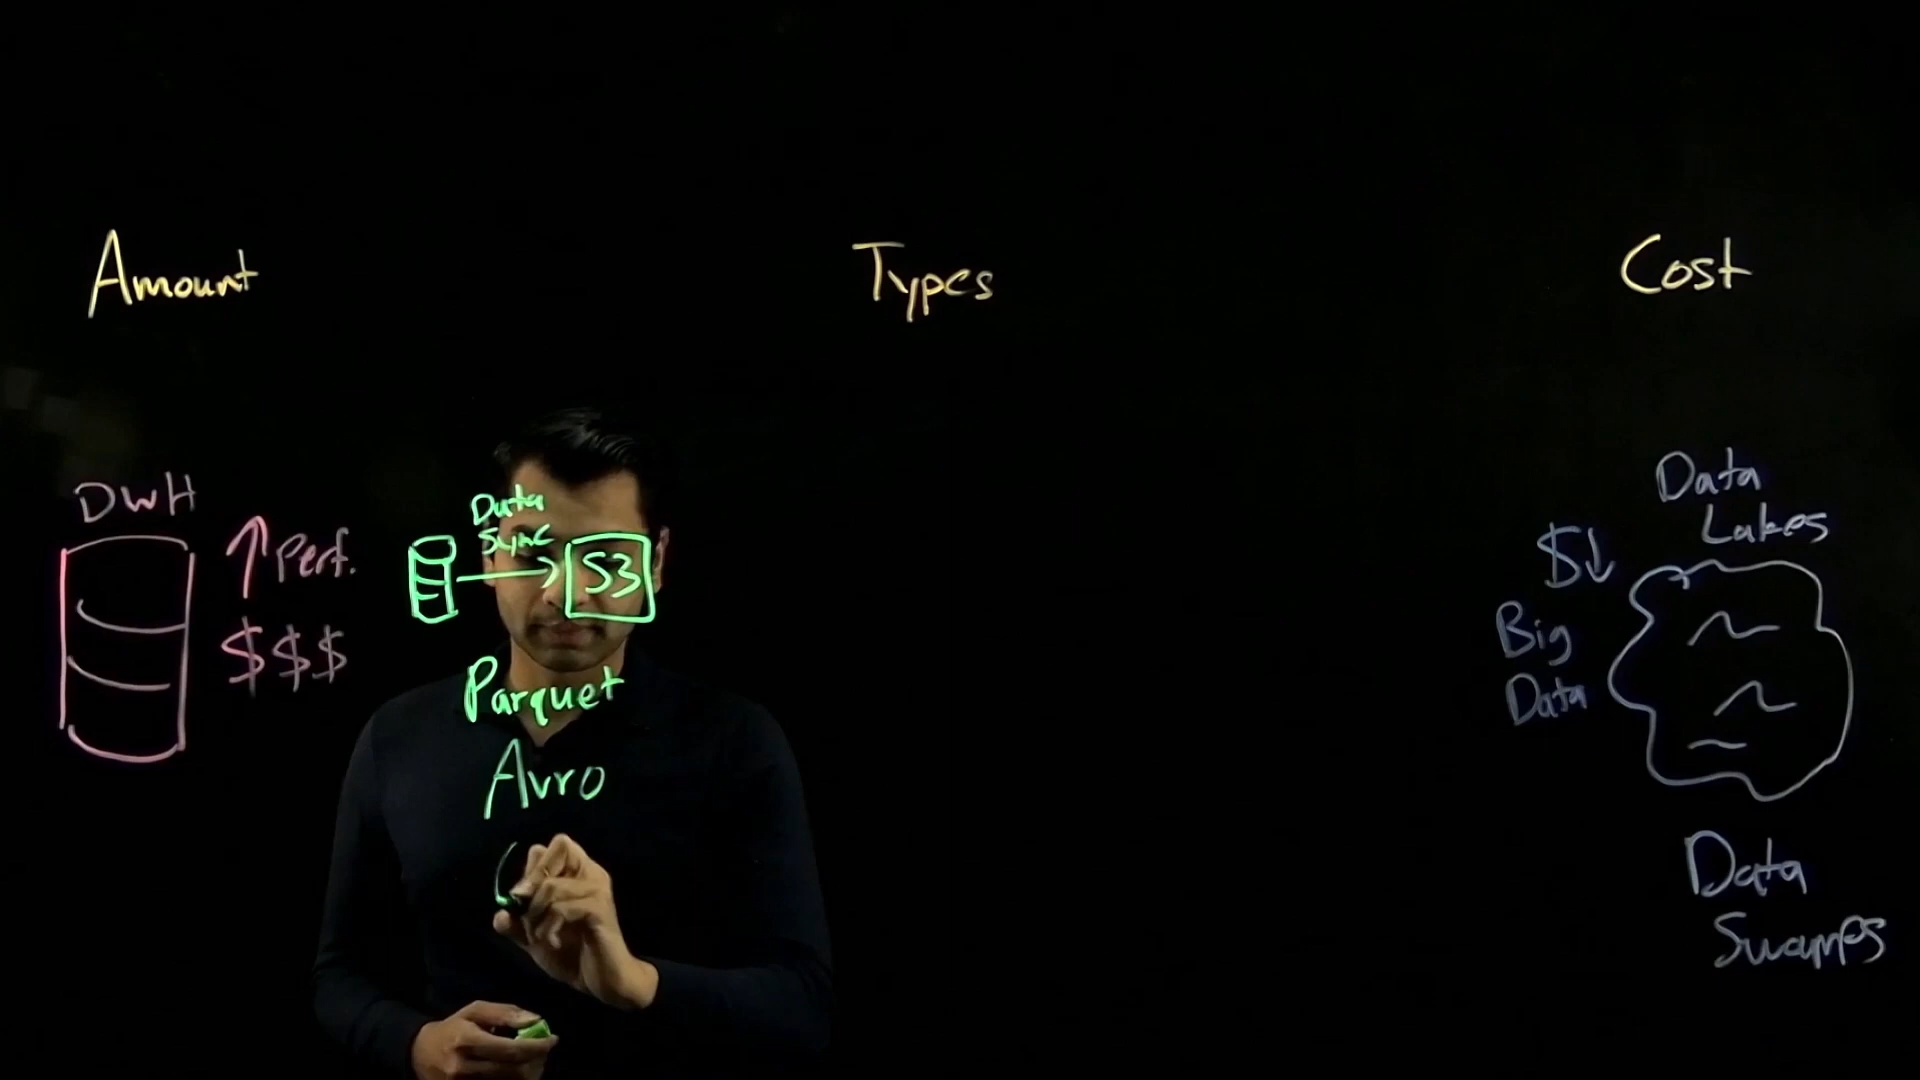 Amount
Types
Cost
DWH
↑ Perf.
$$$
Data
Sync
S3
Parquet
Avro
Data
Lakes
$↓
Big
Data
Data
Swamps